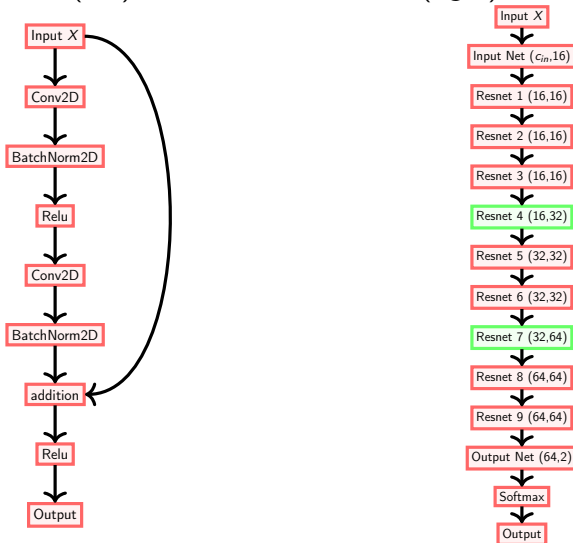 Input X
Conv2D
BatchNorm2D
Relu
Conv2D
BatchNorm2D
addition
Relu
Output
Input X
Input Net (c_in,16)
Resnet 1 (16,16)
Resnet 2 (16,16)
Resnet 3 (16,16)
Resnet 4 (16,32)
Resnet 5 (32,32)
Resnet 6 (32,32)
Resnet 7 (32,64)
Resnet 8 (64,64)
Resnet 9 (64,64)
Output Net (64,2)
Softmax
Output